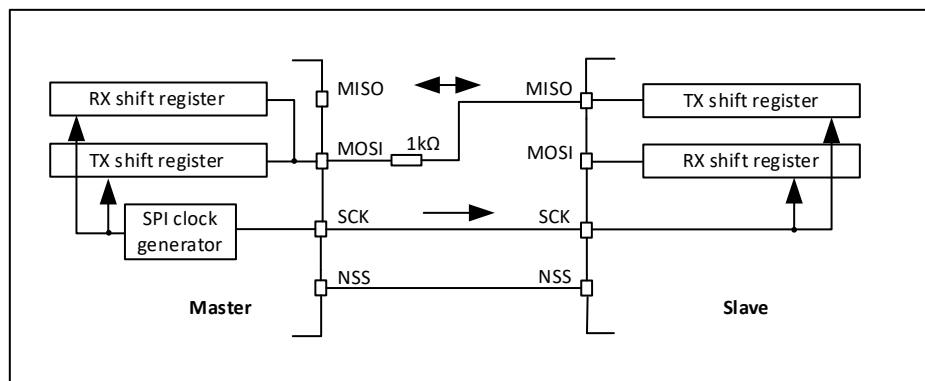 RX shift register
MISO
MISO
TX shift register
TX shift register
MOSI
1kΩ
MOSI
RX shift register
SPI clock
generator
SCK
SCK
NSS
NSS
Master
Slave